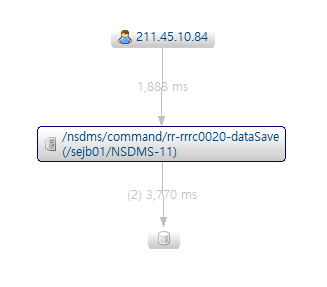 211.45.10.84
1,888 ms
/nsdms/command/rr-rrrc0020-dataSave
(/sejb01/NSDMS-11)
(2) 3,770 ms